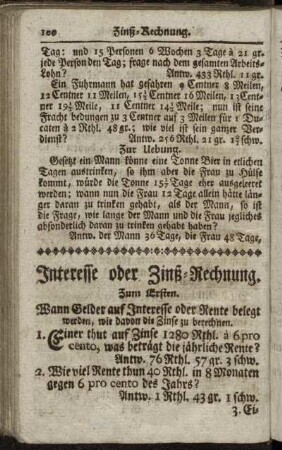 100 Zinß-Rechnung.
Tag: und 15 Personen 6 Wochen 3 Tage à 21 gr.
jede Person den Tag; frage nach dem gesamten Arbeits-
Lohn? Antw. 433 Rthl. 11 gr.
Ein Fuhrmann hat gefahren 9 Centner 8 Meilen,
12 Centner 11 Meilen, 15¾ Centner 16 Meilen, 13 Cent-
ner 19¾ Meile, 11 Centner 14¾ Meile; nun ist seine
Fracht bedungen zu 3 Centner auf 3 Meilen für 1 Du-
caten à 2 Rthl. 48 gr.; wie viel ist sein gantzer Ver-
dienst? Antw. 256 Rthl. 21 gr. schw.
Zur Uebung.
Gesetzt ein Mann könne eine Tonne Bier in etlichen
Tagen austrinken, so ihm aber die Frau zu Hülfe
kommt, würde die Tonne Tage eher ausgeleeret
werden; wann nun die Frau 12 Tage allein hätte län-
ger daran zu trinken gehabt, als der Mann, so ist
die Frage, wie lange der Mann und die Frau jegliches
absonderlich davan zu trinken gehabt haben?
Antw. der Mann 36 Tage, die Frau 48 Tage,
Interesse oder Zinß-Rechnung.
Zum Ersten.
Wann Gelder auf Interesse oder Rente belegt
werden, wie davon die Zinse zu berechnen.
1. Einer thut auf Zinse 1280 Rthl. à 6 pro
cento, was beträgt die jährliche Rente?
Antw. 76 Rthl. 57 gr. 3 schw.
2. Wie viel Rente thun 40 Rthl. in 8 Monaten
gegen 6 pro cento des Jahrs?
Antw. 1 Rthl. 43 gr. 1 schw.
3. Ei-